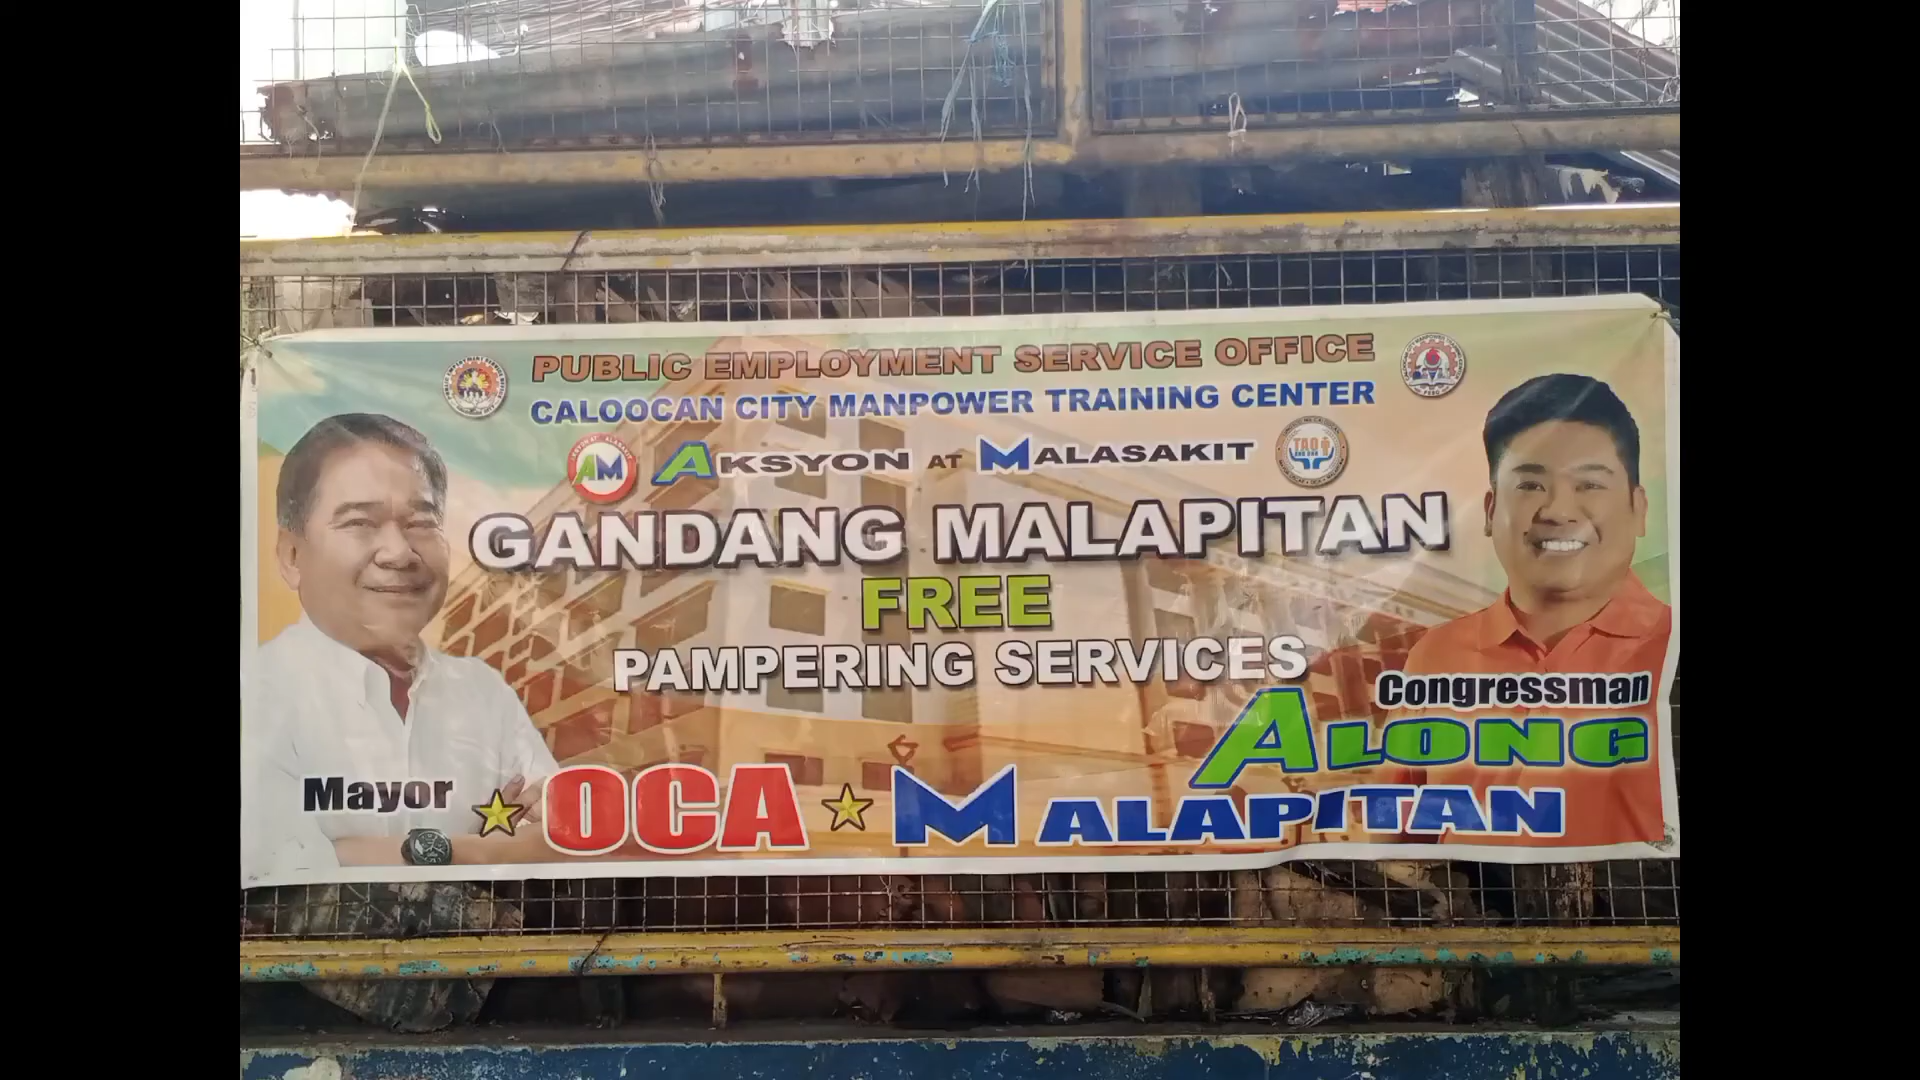 PUBLIC EMPLOYMENT SERVICE OFFICE
CALOOCAN CITY MANPOWER TRAINING CENTER
AM AKSYON AT MALASAKIT TAO
GANDANG MALAPITAN
FREE
PAMPERING SERVICES
Congressman
ALONG
Mayor OCA MALAPITAN